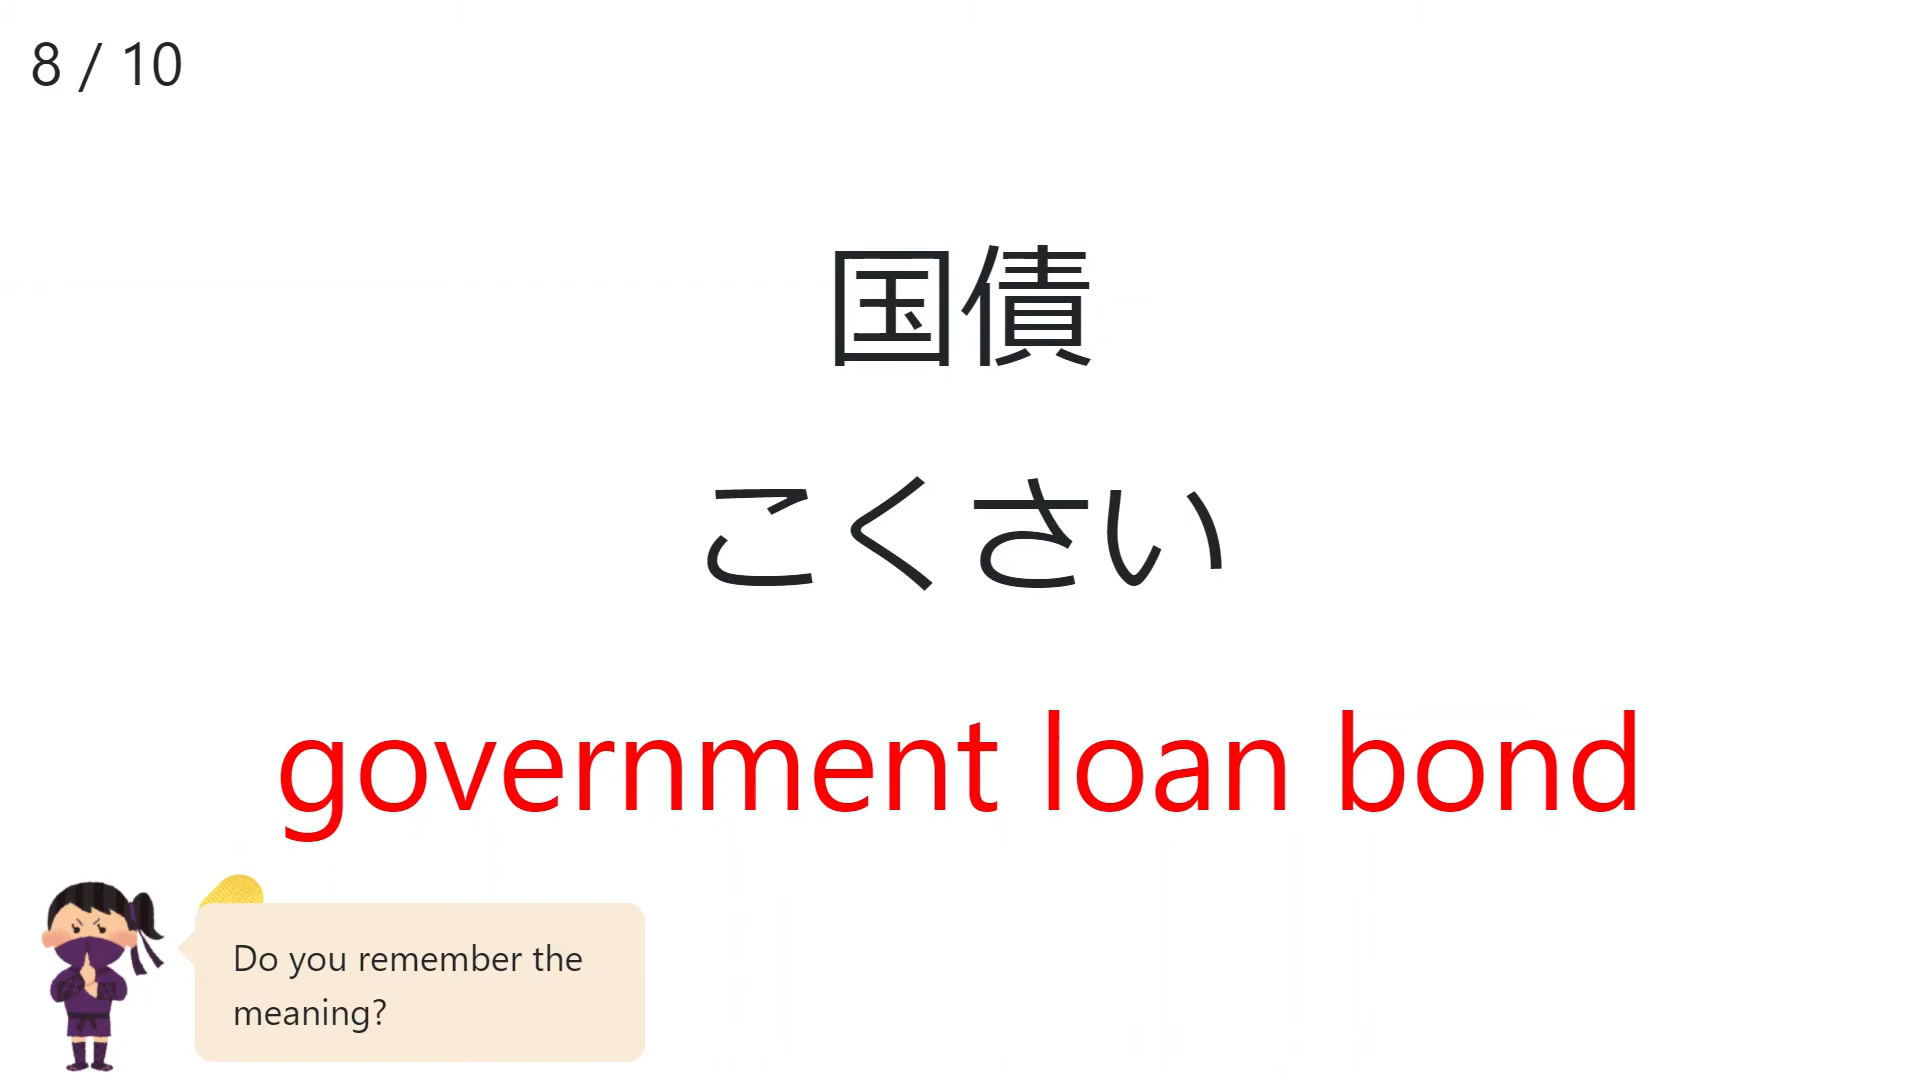 8 / 10
国債
こくさい
government loan bond
Do you remember the
meaning?